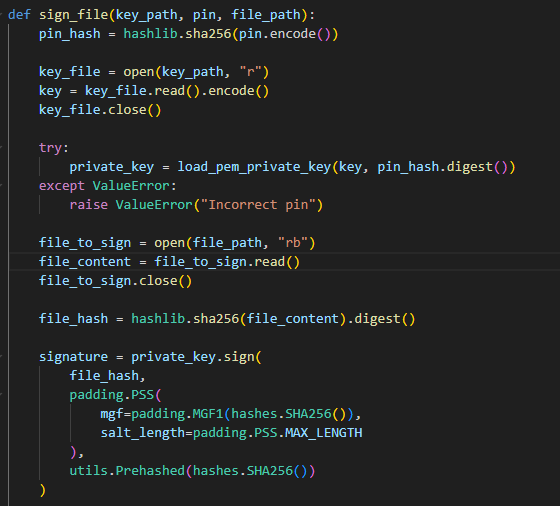 def sign_file(key_path, pin, file_path):
    pin_hash = hashlib.sha256(pin.encode())
    key_file = open(key_path, "r")
    key = key_file.read().encode()
    key_file.close()
    try:
        private_key = load_pem_private_key(key, pin_hash.digest())
    except ValueError:
        raise ValueError("Incorrect pin")
    file_to_sign = open(file_path, "rb")
    file_content = file_to_sign.read()
    file_to_sign.close()
    file_hash = hashlib.sha256(file_content).digest()
    signature = private_key.sign(
        file_hash,
        padding.PSS(
            mgf=padding.MGF1(hashes.SHA256()),
            salt_length=padding.PSS.MAX_LENGTH
        ),
        utils.Prehashed(hashes.SHA256())
    )